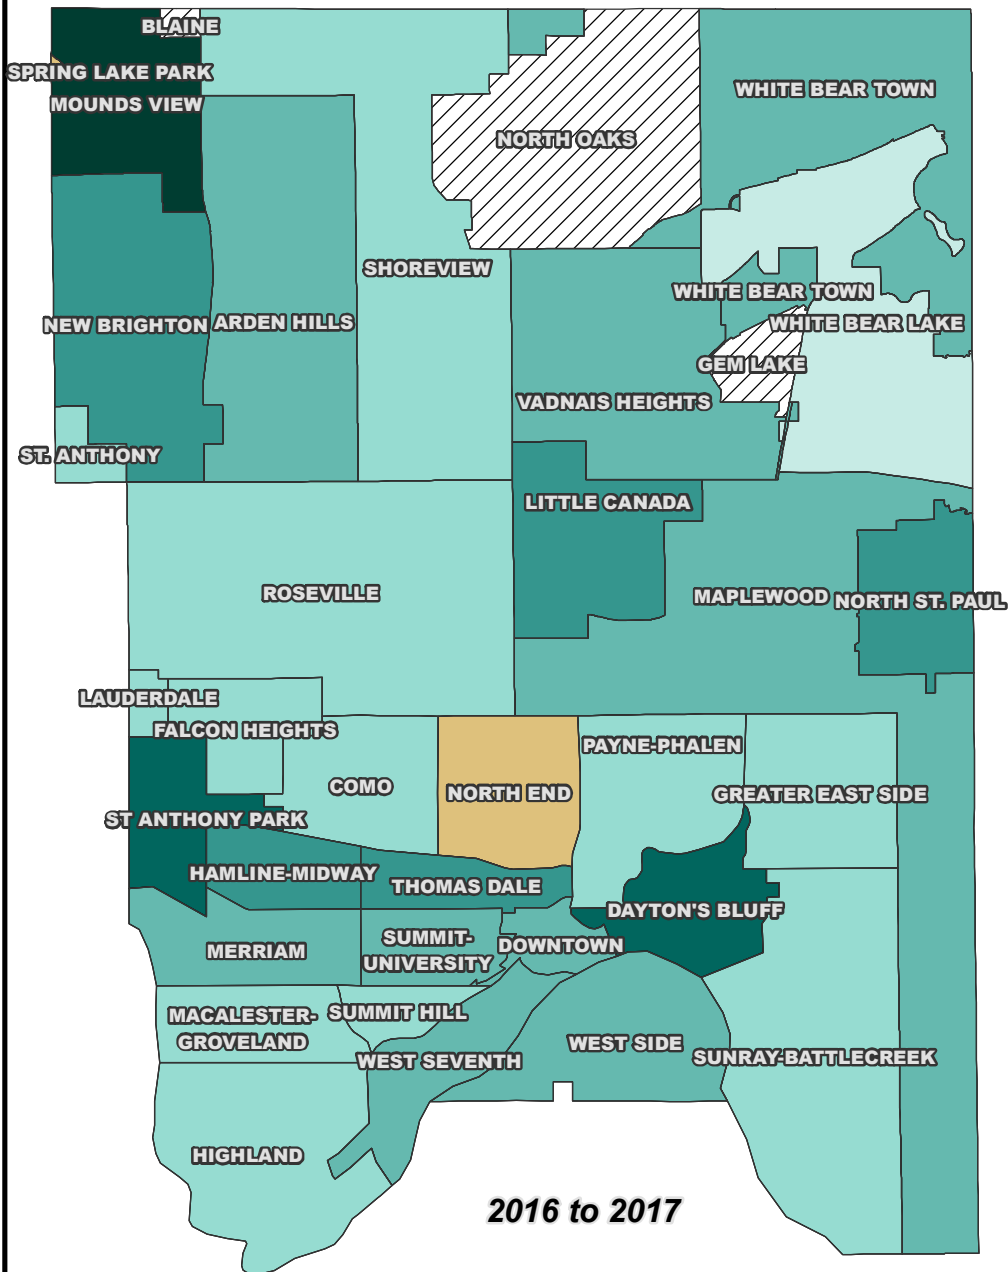 BLAINE
SPRING LAKE PARK
WHITE BEAR TOWN
MOUNDS VIEW
NORTH OAKS
SHOREVIEW
WHITE BEAR TOWN
NEW BRIGHTON
ARDEN HILLS
WHITE BEAR LAKE
GEM LAKE
VADNAIS HEIGHTS
ST. ANTHONY
LITTLE CANADA
ROSEVILLE
MAPLEWOOD
NORTH ST. PAUL
LAUDERDALE
FALCON HEIGHTS
PAYNE-PHALEN
COMO
NORTH END
GREATER EAST SIDE
ST ANTHONY PARK
HAMLINE-MIDWAY
THOMAS DALE
DAYTON'S BLUFF
MERRIAM
SUMMIT-
UNIVERSITY
DOWNTOWN
MACALESTER-
GROVELAND
SUMMIT HILL
WEST SIDE
WEST SEVENTH
SUNRAY-BATTLECREEK
HIGHLAND
2016 to 2017